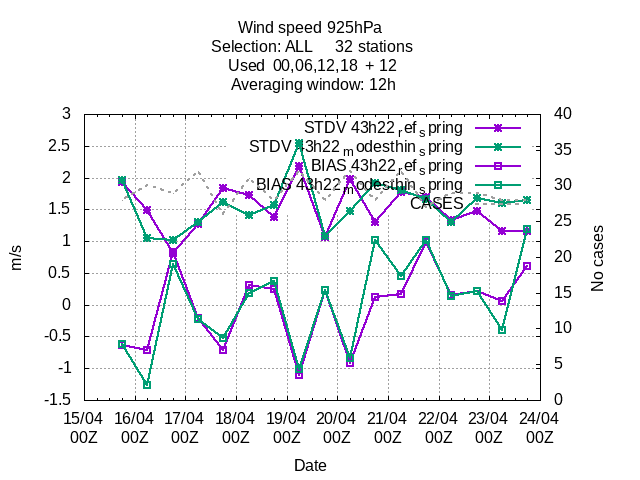 Wind speed 925hPa
Selection: ALL 32 stations
Used 00,06,12,18 + 12
Averaging window: 12h
STDV 43h22refspring
STDV 43h22modesthinspring
BIAS 43h22refspring
BIAS 43h22modesthinspring
CASES
m/s
3
2.5
2
1.5
1
0.5
0
-0.5
-1
-1.5
No cases
40
35
30
25
20
15
10
5
0
15/04 16/04 17/04 18/04 19/04 20/04 21/04 22/04 23/04 24/04
00Z 00Z 00Z 00Z 00Z 00Z 00Z 00Z 00Z 00Z
Date